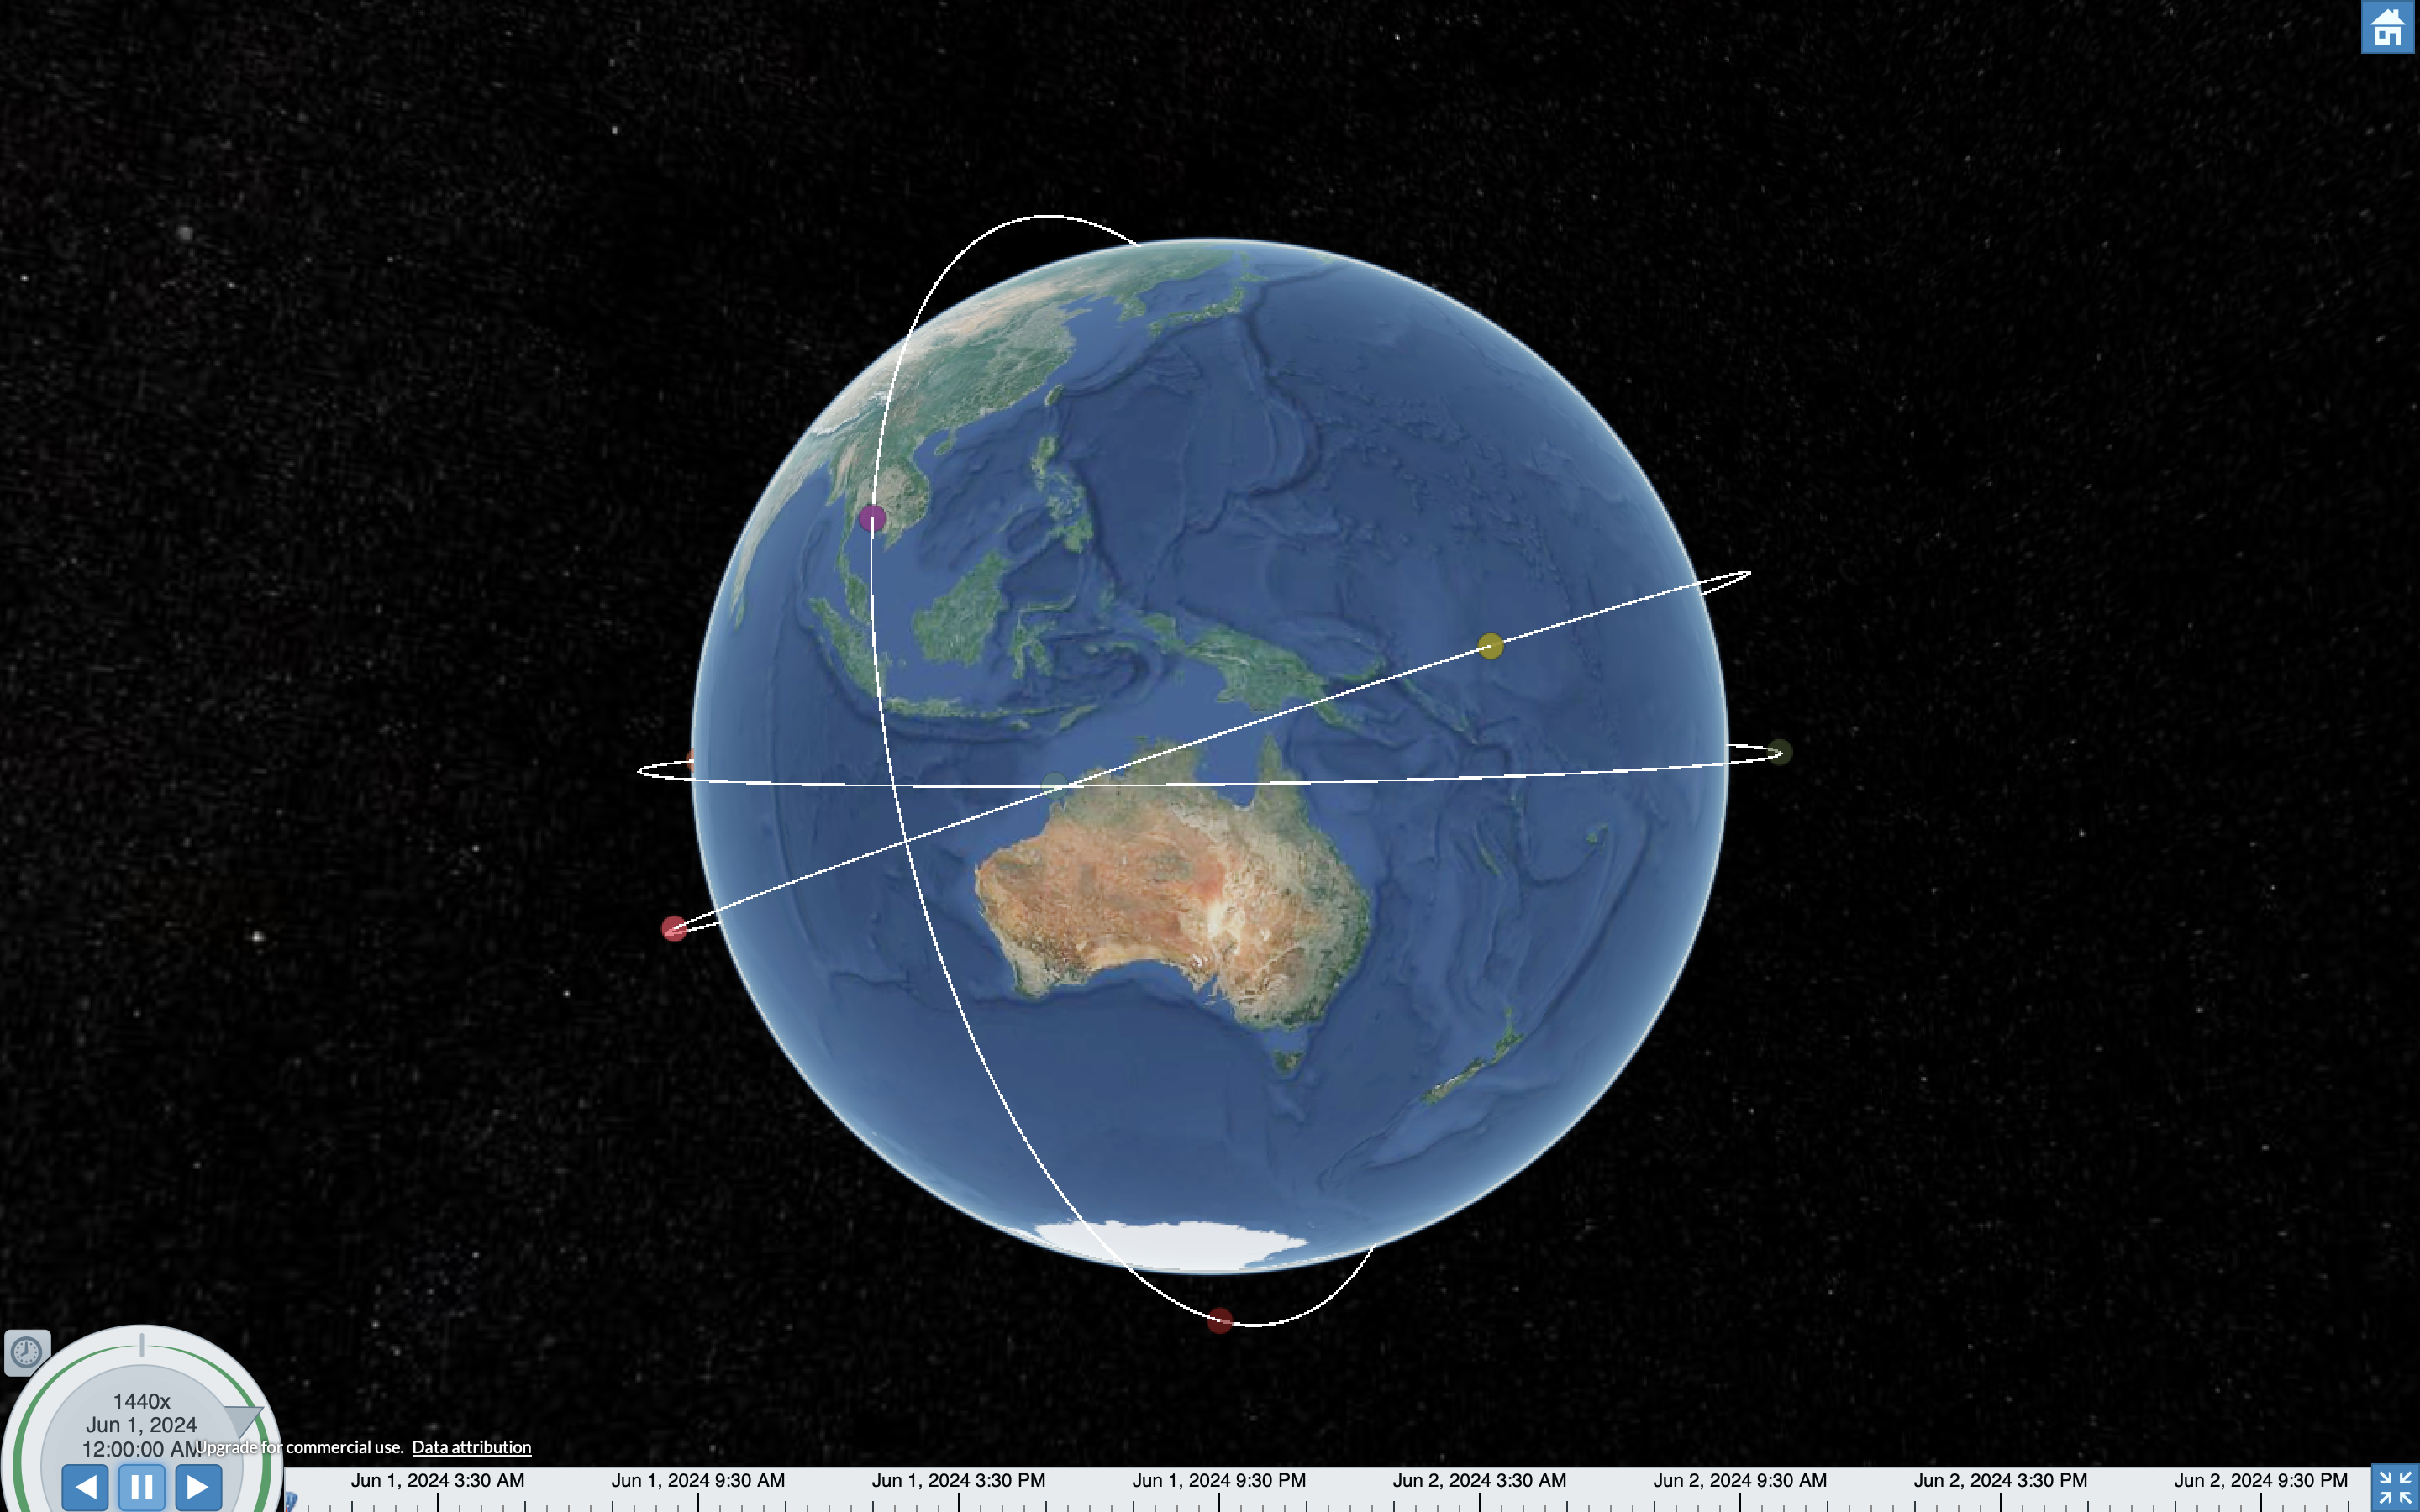 1440x
Jun 1, 2024
12:00:00 AM
Upgrade for commercial use. Data attribution
Jun 1, 2024 3:30 AM Jun 1, 2024 9:30 AM Jun 1, 2024 3:30 PM Jun 1, 2024 9:30 PM Jun 2, 2024 3:30 AM Jun 2, 2024 9:30 AM Jun 2, 2024 3:30 PM Jun 2, 2024 9:30 PM